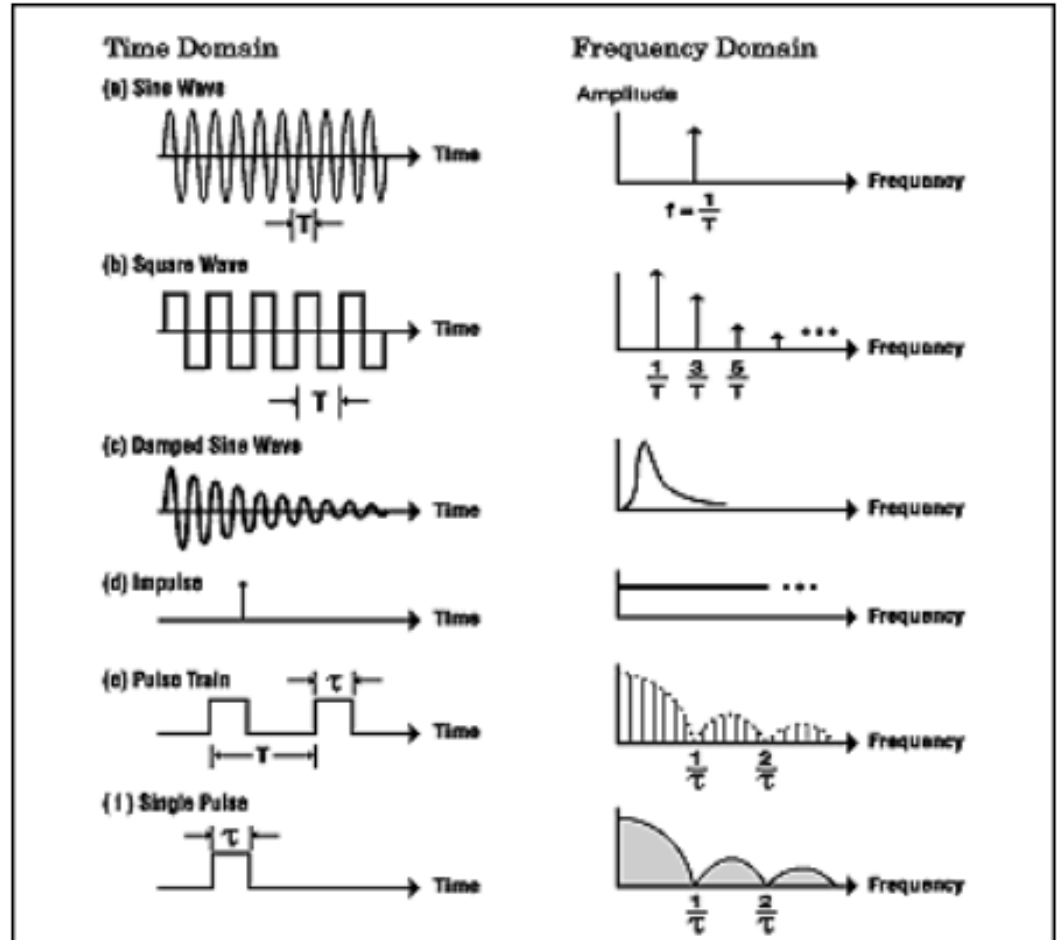 Time Domain
Frequency Domain
(a) Sine Wave
Amplitude
Time
Frequency
T
f = 1/T
(b) Square Wave
Time
Frequency
1/T 3/T 5/T
T
(c) Damped Sine Wave
Time
Frequency
(d) Impulse
Time
Frequency
(e) Pulse Train
τ
Time
Frequency
T
1/τ 2/τ
(f) Single Pulse
τ
Time
Frequency
1/τ 2/τ